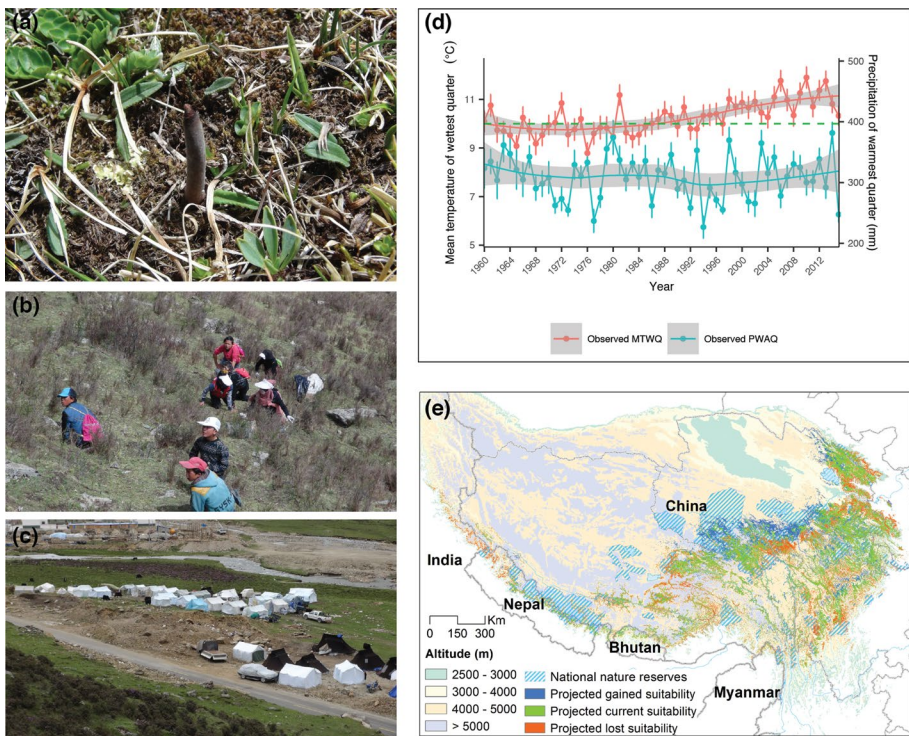 (a)
(b)
(c)
(d)
Mean temperature of wettest quarter (°C)
11
9
7
5
Precipitation of warmest quarter (mm)
500
400
300
200
1960
1964
1968
1972
1976
1980
1984
1988
1992
1996
2000
2004
2008
2012
Year
Observed MTWQ
Observed PWAQ
(e)
China
India
Nepal
Bhutan
Myanmar
Km
0 150 300
Altitude (m)
2500 - 3000
3000 - 4000
4000 - 5000
> 5000
National nature reserves
Projected gained suitability
Projected current suitability
Projected lost suitability